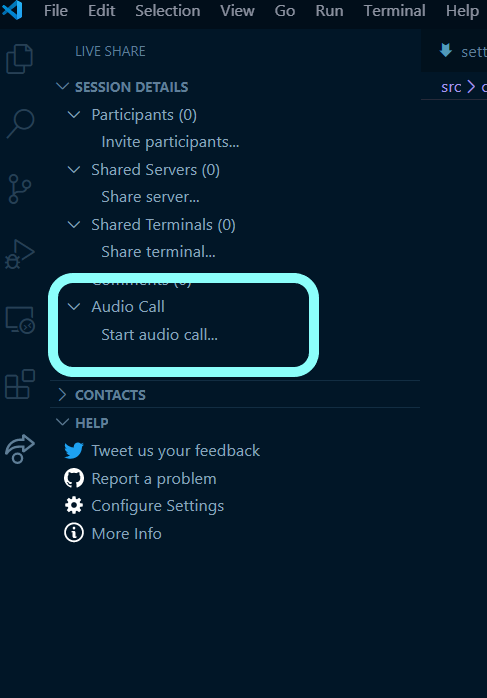 File Edit Selection View Go Run Terminal Help
LIVE SHARE
sett
SESSION DETAILS
src > c
Participants (0)
Invite participants...
Shared Servers (0)
Share server...
Shared Terminals (0)
Share terminal...
Comments (0)
Audio Call
Start audio call...
CONTACTS
HELP
Tweet us your feedback
Report a problem
Configure Settings
More Info